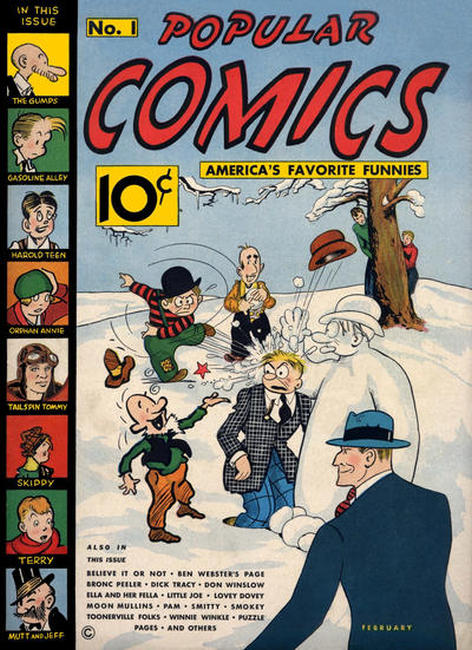 IN THIS
ISSUE
THE GUMPS
GASOLINE ALLEY
HAROLD TEEN
ORPHAN ANNIE
TAILSPIN TOMMY
SKIPPY
TERRY
MUTT AND JEFF
No. 1
POPULAR
COMICS
AMERICA'S FAVORITE FUNNIES
10¢
ALSO IN
THIS ISSUE
BELIEVE IT OR NOT • BEN WEBSTER'S PAGE
BRONC PEELER • DICK TRACY • DON WINSLOW
ELLA AND HER FELLA • LITTLE JOE • LOVEY DOVEY
MOON MULLINS • PAM • SMITTY • SMOKEY
TOONERVILLE FOLKS • WINNIE WINKLE • PUZZLE
PAGES • AND OTHERS
©
FEBRUARY